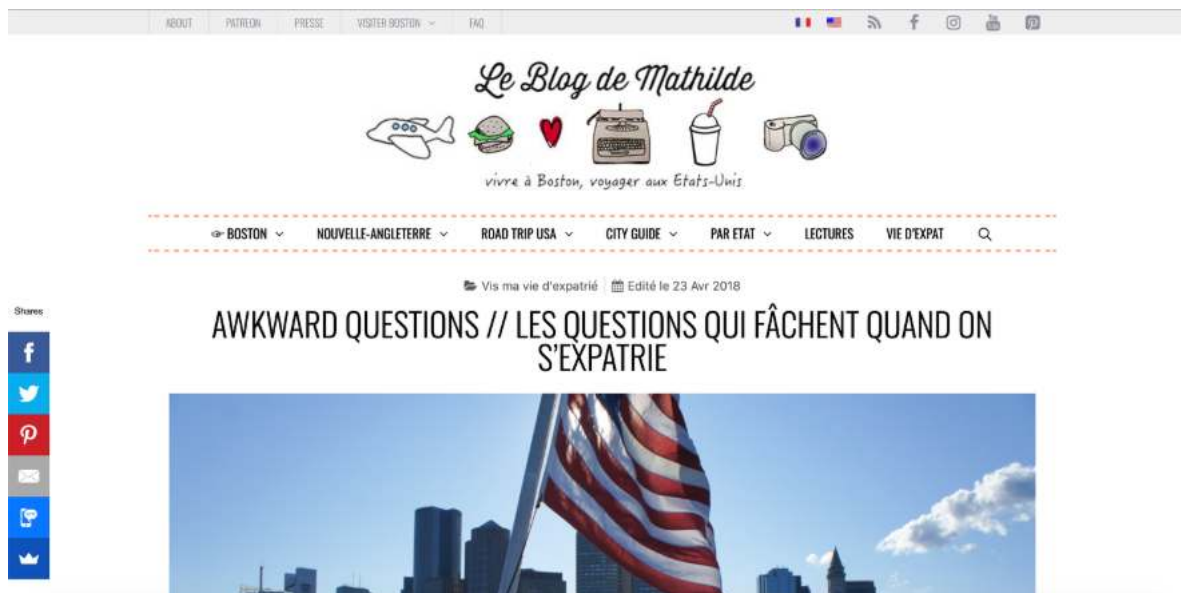 ABOUT PATREON PRESSE VISITER BOSTON FAQ
Le Blog de Mathilde
vivre à Boston, voyager aux Etats-Unis
BOSTON NOUVELLE-ANGLETERRE ROAD TRIP USA CITY GUIDE PAR ETAT LECTURES VIE D'EXPAT
Vis ma vie d'expatrié Edité le 23 Avr 2018
Shares
AWKWARD QUESTIONS // LES QUESTIONS QUI FÂCHENT QUAND ON
S'EXPATRIE